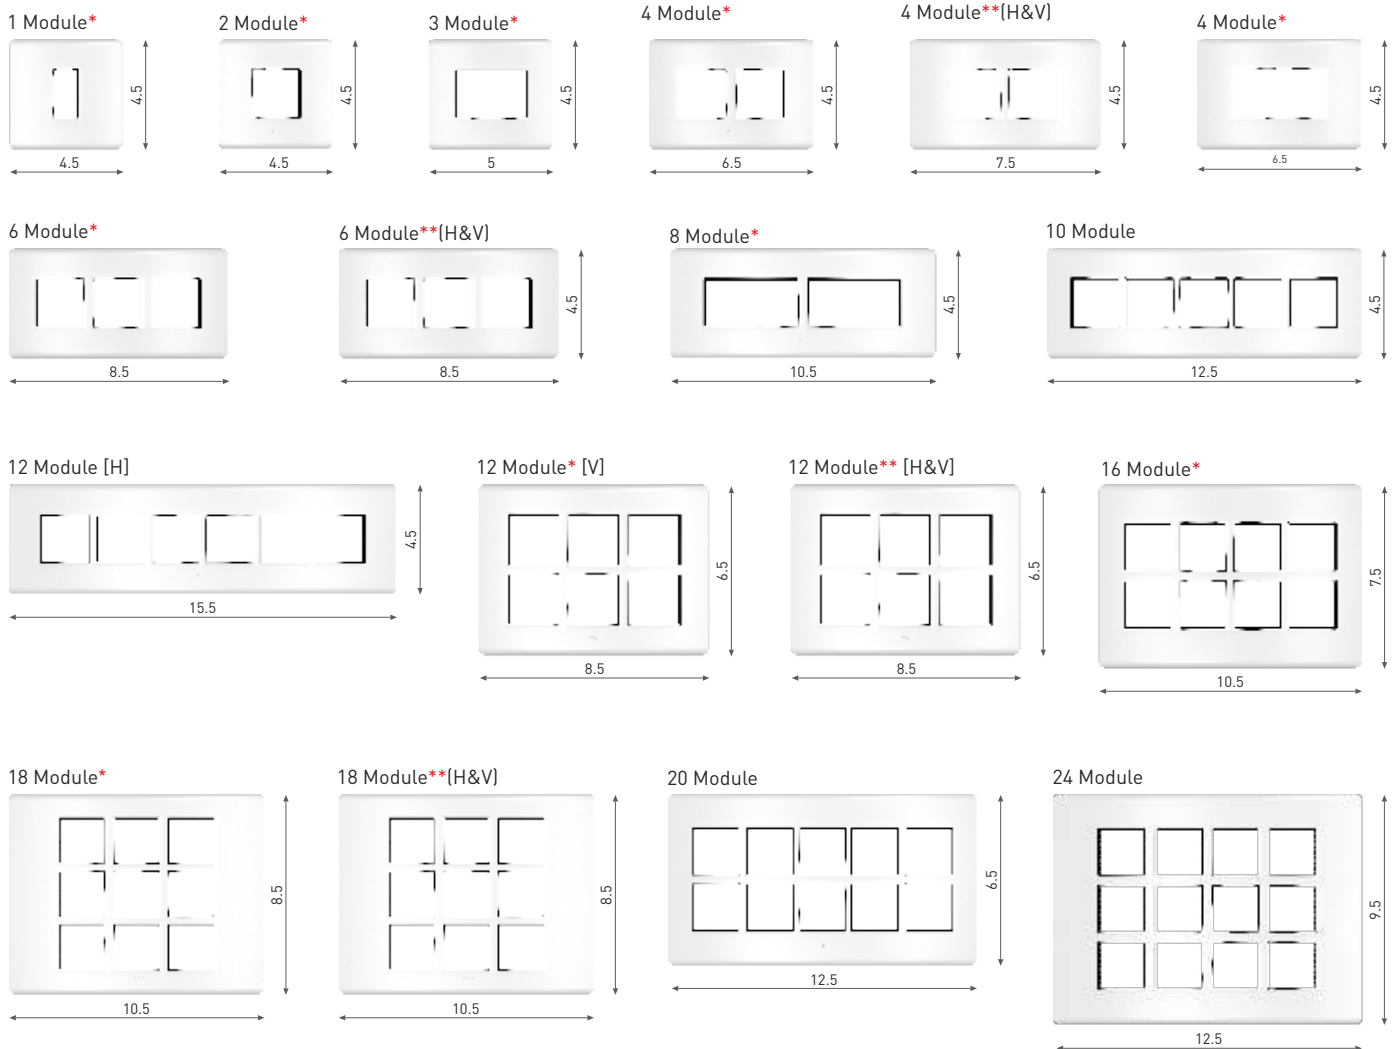 1 Module*
2 Module*
3 Module*
4 Module*
4 Module**(H&V)
4 Module*
4.5
4.5
4.5
4.5
4.5
4.5
4.5
4.5
5
6.5
7.5
6.5
6 Module*
6 Module**(H&V)
8 Module*
10 Module
4.5
4.5
4.5
8.5
8.5
10.5
12.5
12 Module [H]
12 Module* [V]
12 Module** [H&V]
16 Module*
4.5
6.5
6.5
7.5
15.5
8.5
8.5
10.5
18 Module*
18 Module**(H&V)
20 Module
24 Module
8.5
8.5
6.5
9.5
10.5
10.5
12.5
12.5